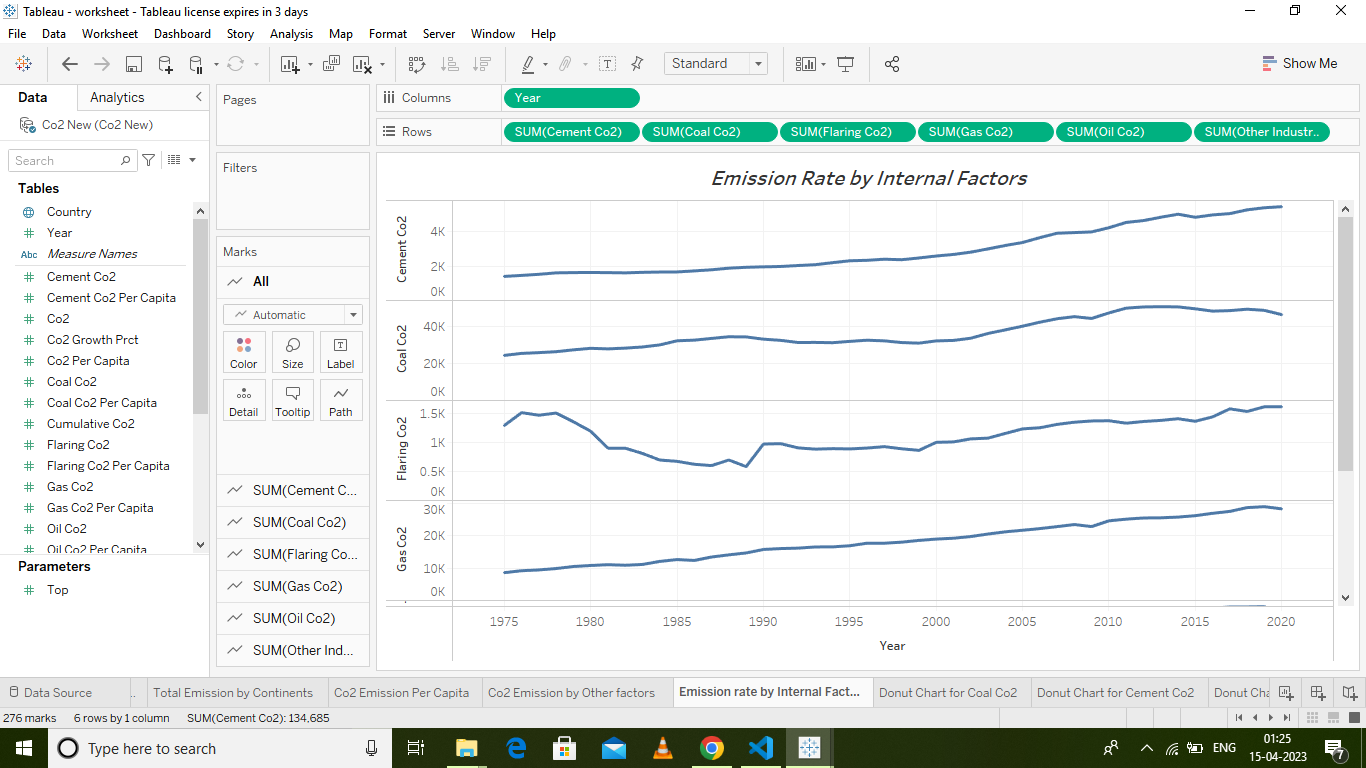 Tableau - worksheet - Tableau license expires in 3 days
File Data Worksheet Dashboard Story Analysis Map Format Server Window Help
Standard Show Me
Data Analytics
Co2 New (Co2 New)
Search
Tables
Country
Year
Abc Measure Names
Cement Co2
Cement Co2 Per Capita
Co2
Co2 Growth Prct
Co2 Per Capita
Coal Co2
Coal Co2 Per Capita
Cumulative Co2
Flaring Co2
Flaring Co2 Per Capita
Gas Co2
Gas Co2 Per Capita
Oil Co2
Oil Co2 Per Capita
Parameters
Top
Pages
Filters
Marks
All
Automatic
Color Size Label
Detail Tooltip Path
SUM(Cement C...
SUM(Coal Co2)
SUM(Flaring Co...
SUM(Gas Co2)
SUM(Oil Co2)
SUM(Other Ind...
Columns Year
Rows SUM(Cement Co2) SUM(Coal Co2) SUM(Flaring Co2) SUM(Gas Co2) SUM(Oil Co2) SUM(Other Industr..
Emission Rate by Internal Factors
Cement Co2
4K
2K
0K
Coal Co2
40K
20K
0K
Flaring Co2
1.5K
1K
0.5K
0K
Gas Co2
30K
20K
10K
0K
1975 1980 1985 1990 1995 2000 2005 2010 2015 2020
Year
Data Source .. Total Emission by Continents Co2 Emission Per Capita Co2 Emission by Other factors Emission rate by Internal Fact... Donut Chart for Coal Co2 Donut Chart for Cement Co2 Donut Cha
276 marks 6 rows by 1 column SUM(Cement Co2): 134,685
Type here to search
ENG
01:25
15-04-2023
7